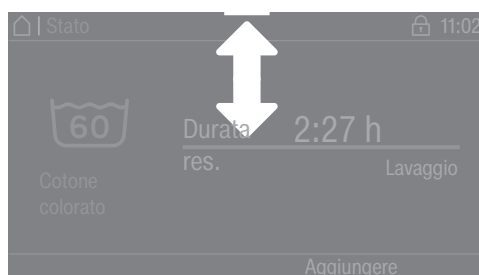 | Stato 11:02
60
Durata 2:27 h
res.
Lavaggio
Cotone
colorato
Aggiungere